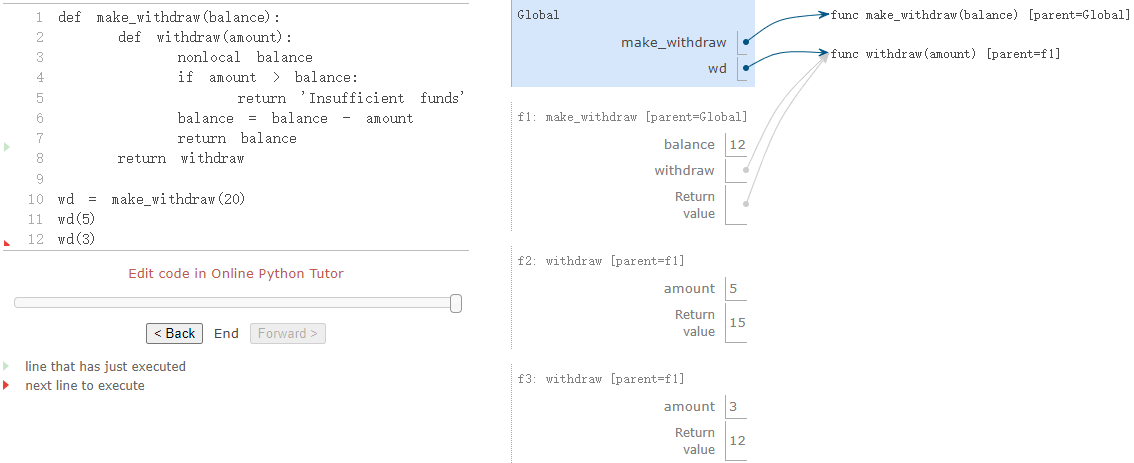 1 def make_withdraw(balance):
2 def withdraw(amount):
3 nonlocal balance
4 if amount > balance:
5 return 'Insufficient funds'
6 balance = balance - amount
7 return balance
8 return withdraw
9
10 wd = make_withdraw(20)
11 wd(5)
12 wd(3)
Edit code in Online Python Tutor
< Back End Forward >
line that has just executed
next line to execute
Global
make_withdraw
wd
func make_withdraw(balance) [parent=Global]
func withdraw(amount) [parent=f1]
f1: make_withdraw [parent=Global]
balance 12
withdraw
Return
value
f2: withdraw [parent=f1]
amount 5
Return
value 15
f3: withdraw [parent=f1]
amount 3
Return
value 12